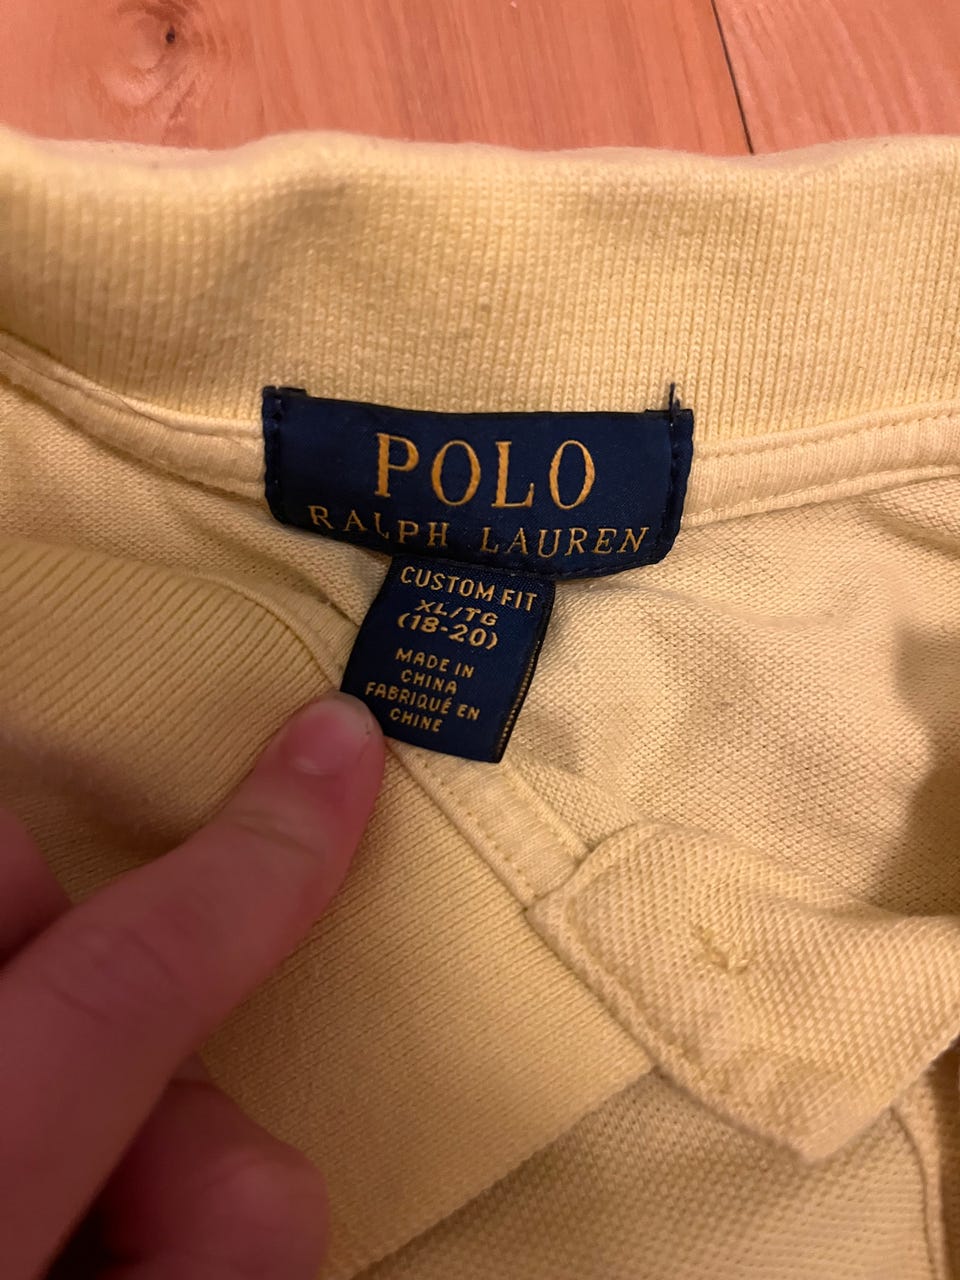 POLO
RALPH LAUREN
CUSTOM FIT
XL/TG
(18-20)
MADE IN
CHINA
FABRIQUÉ EN
CHINE